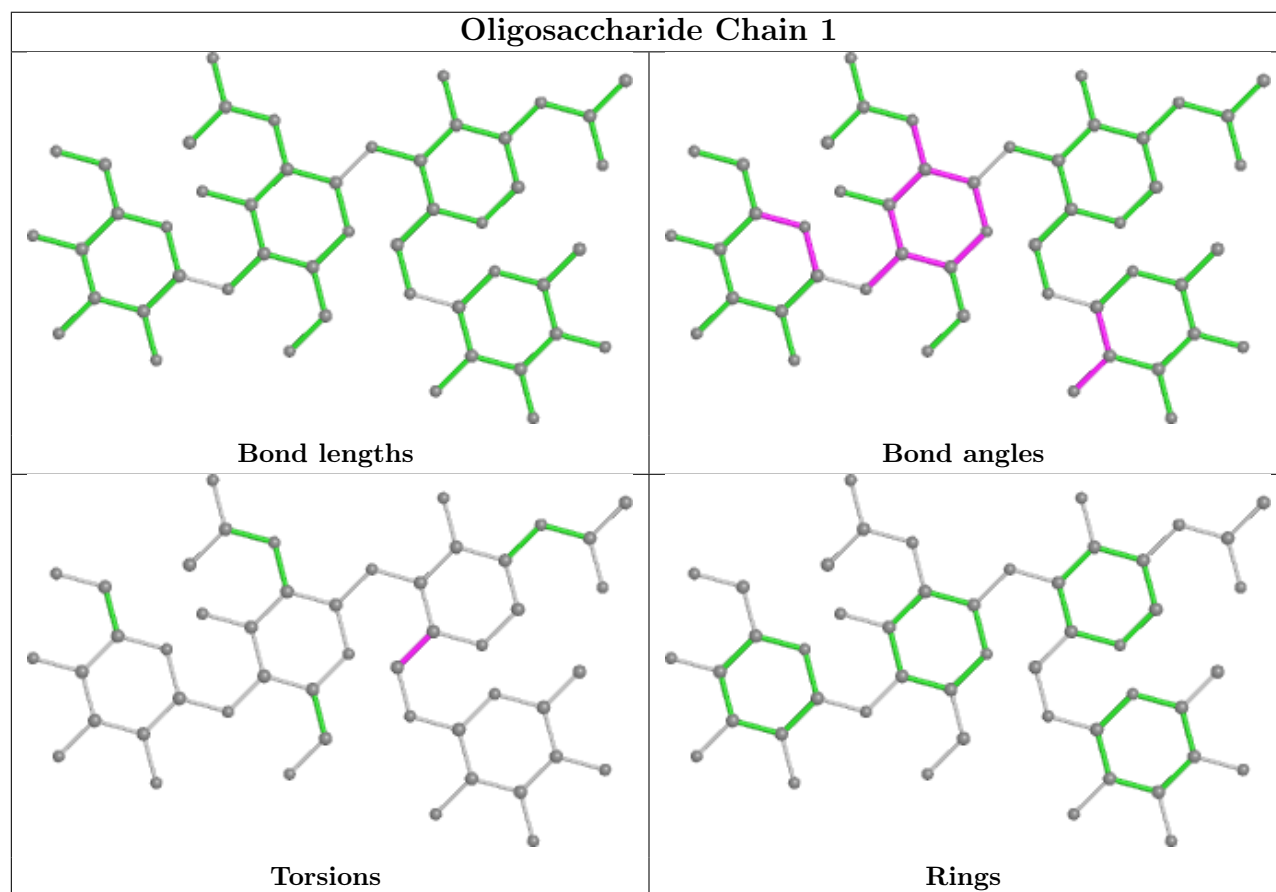 Oligosaccharide Chain 1
Bond lengths
Bond angles
Torsions
Rings